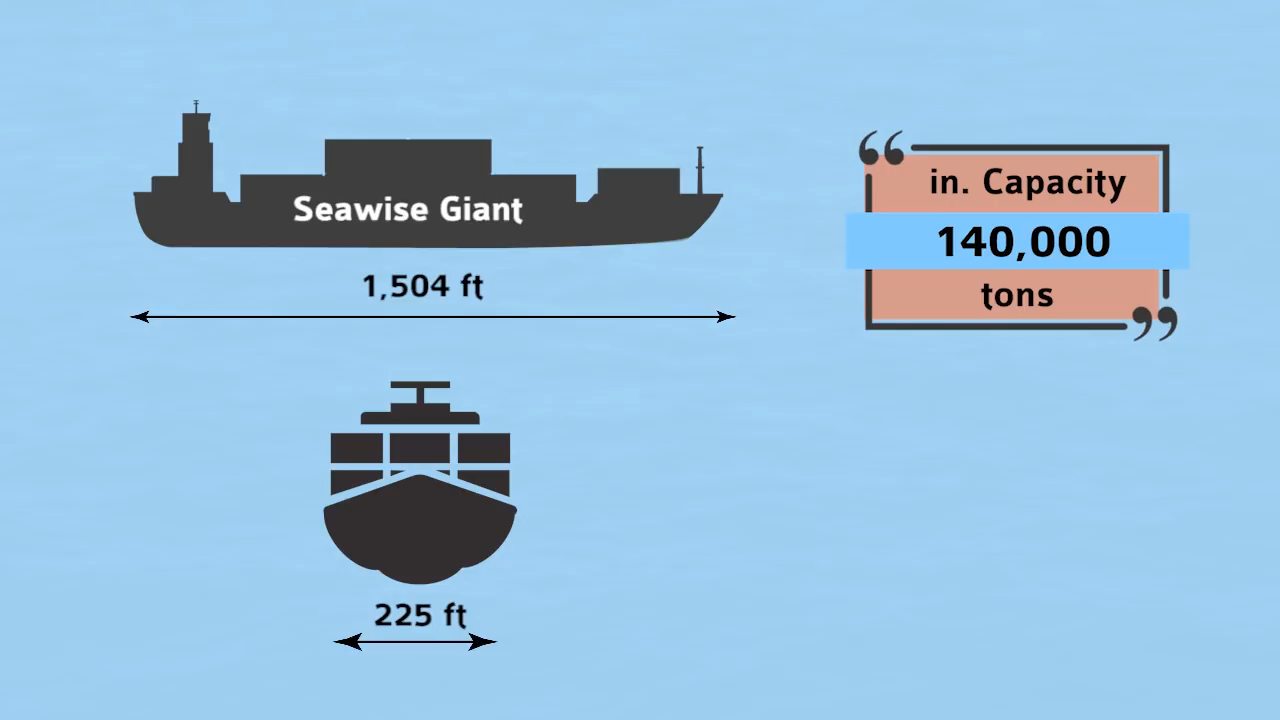 Seawise Giant
1,504 ft
225 ft
“
in. Capacity
140,000
tons
”